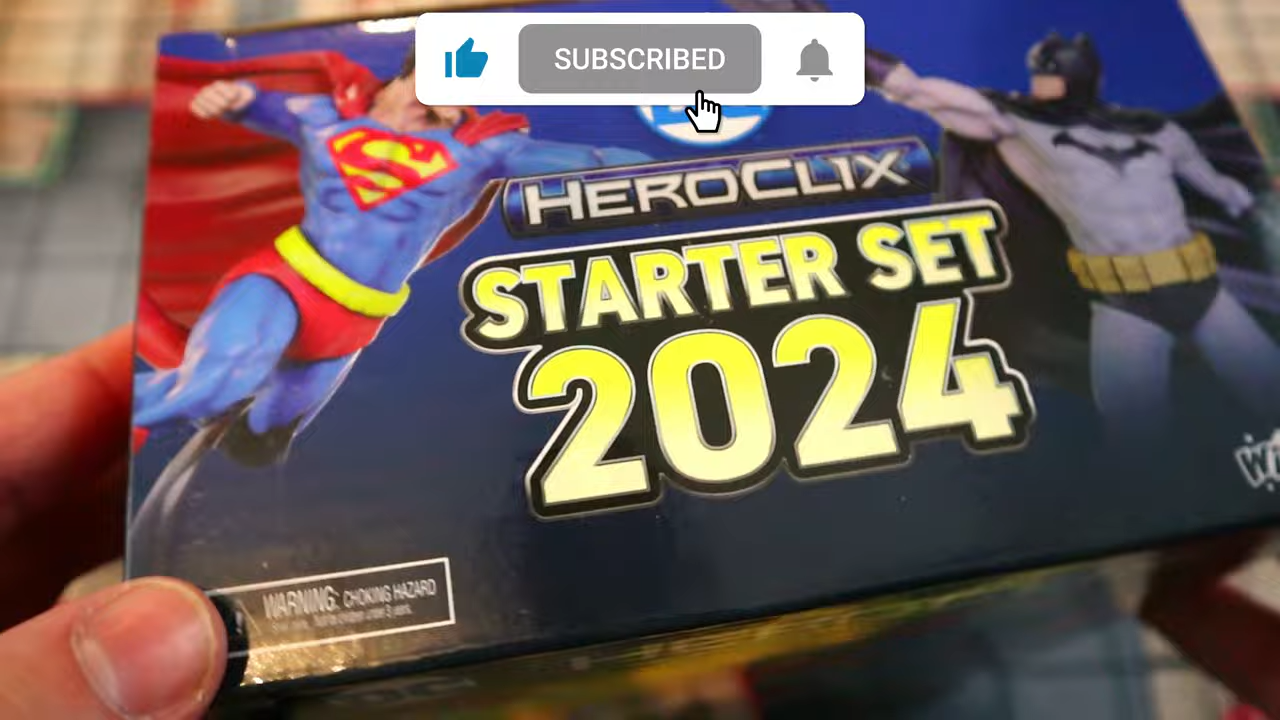 SUBSCRIBED
HEROCLIX
STARTER SET
2024
WARNING: CHOKING HAZARD